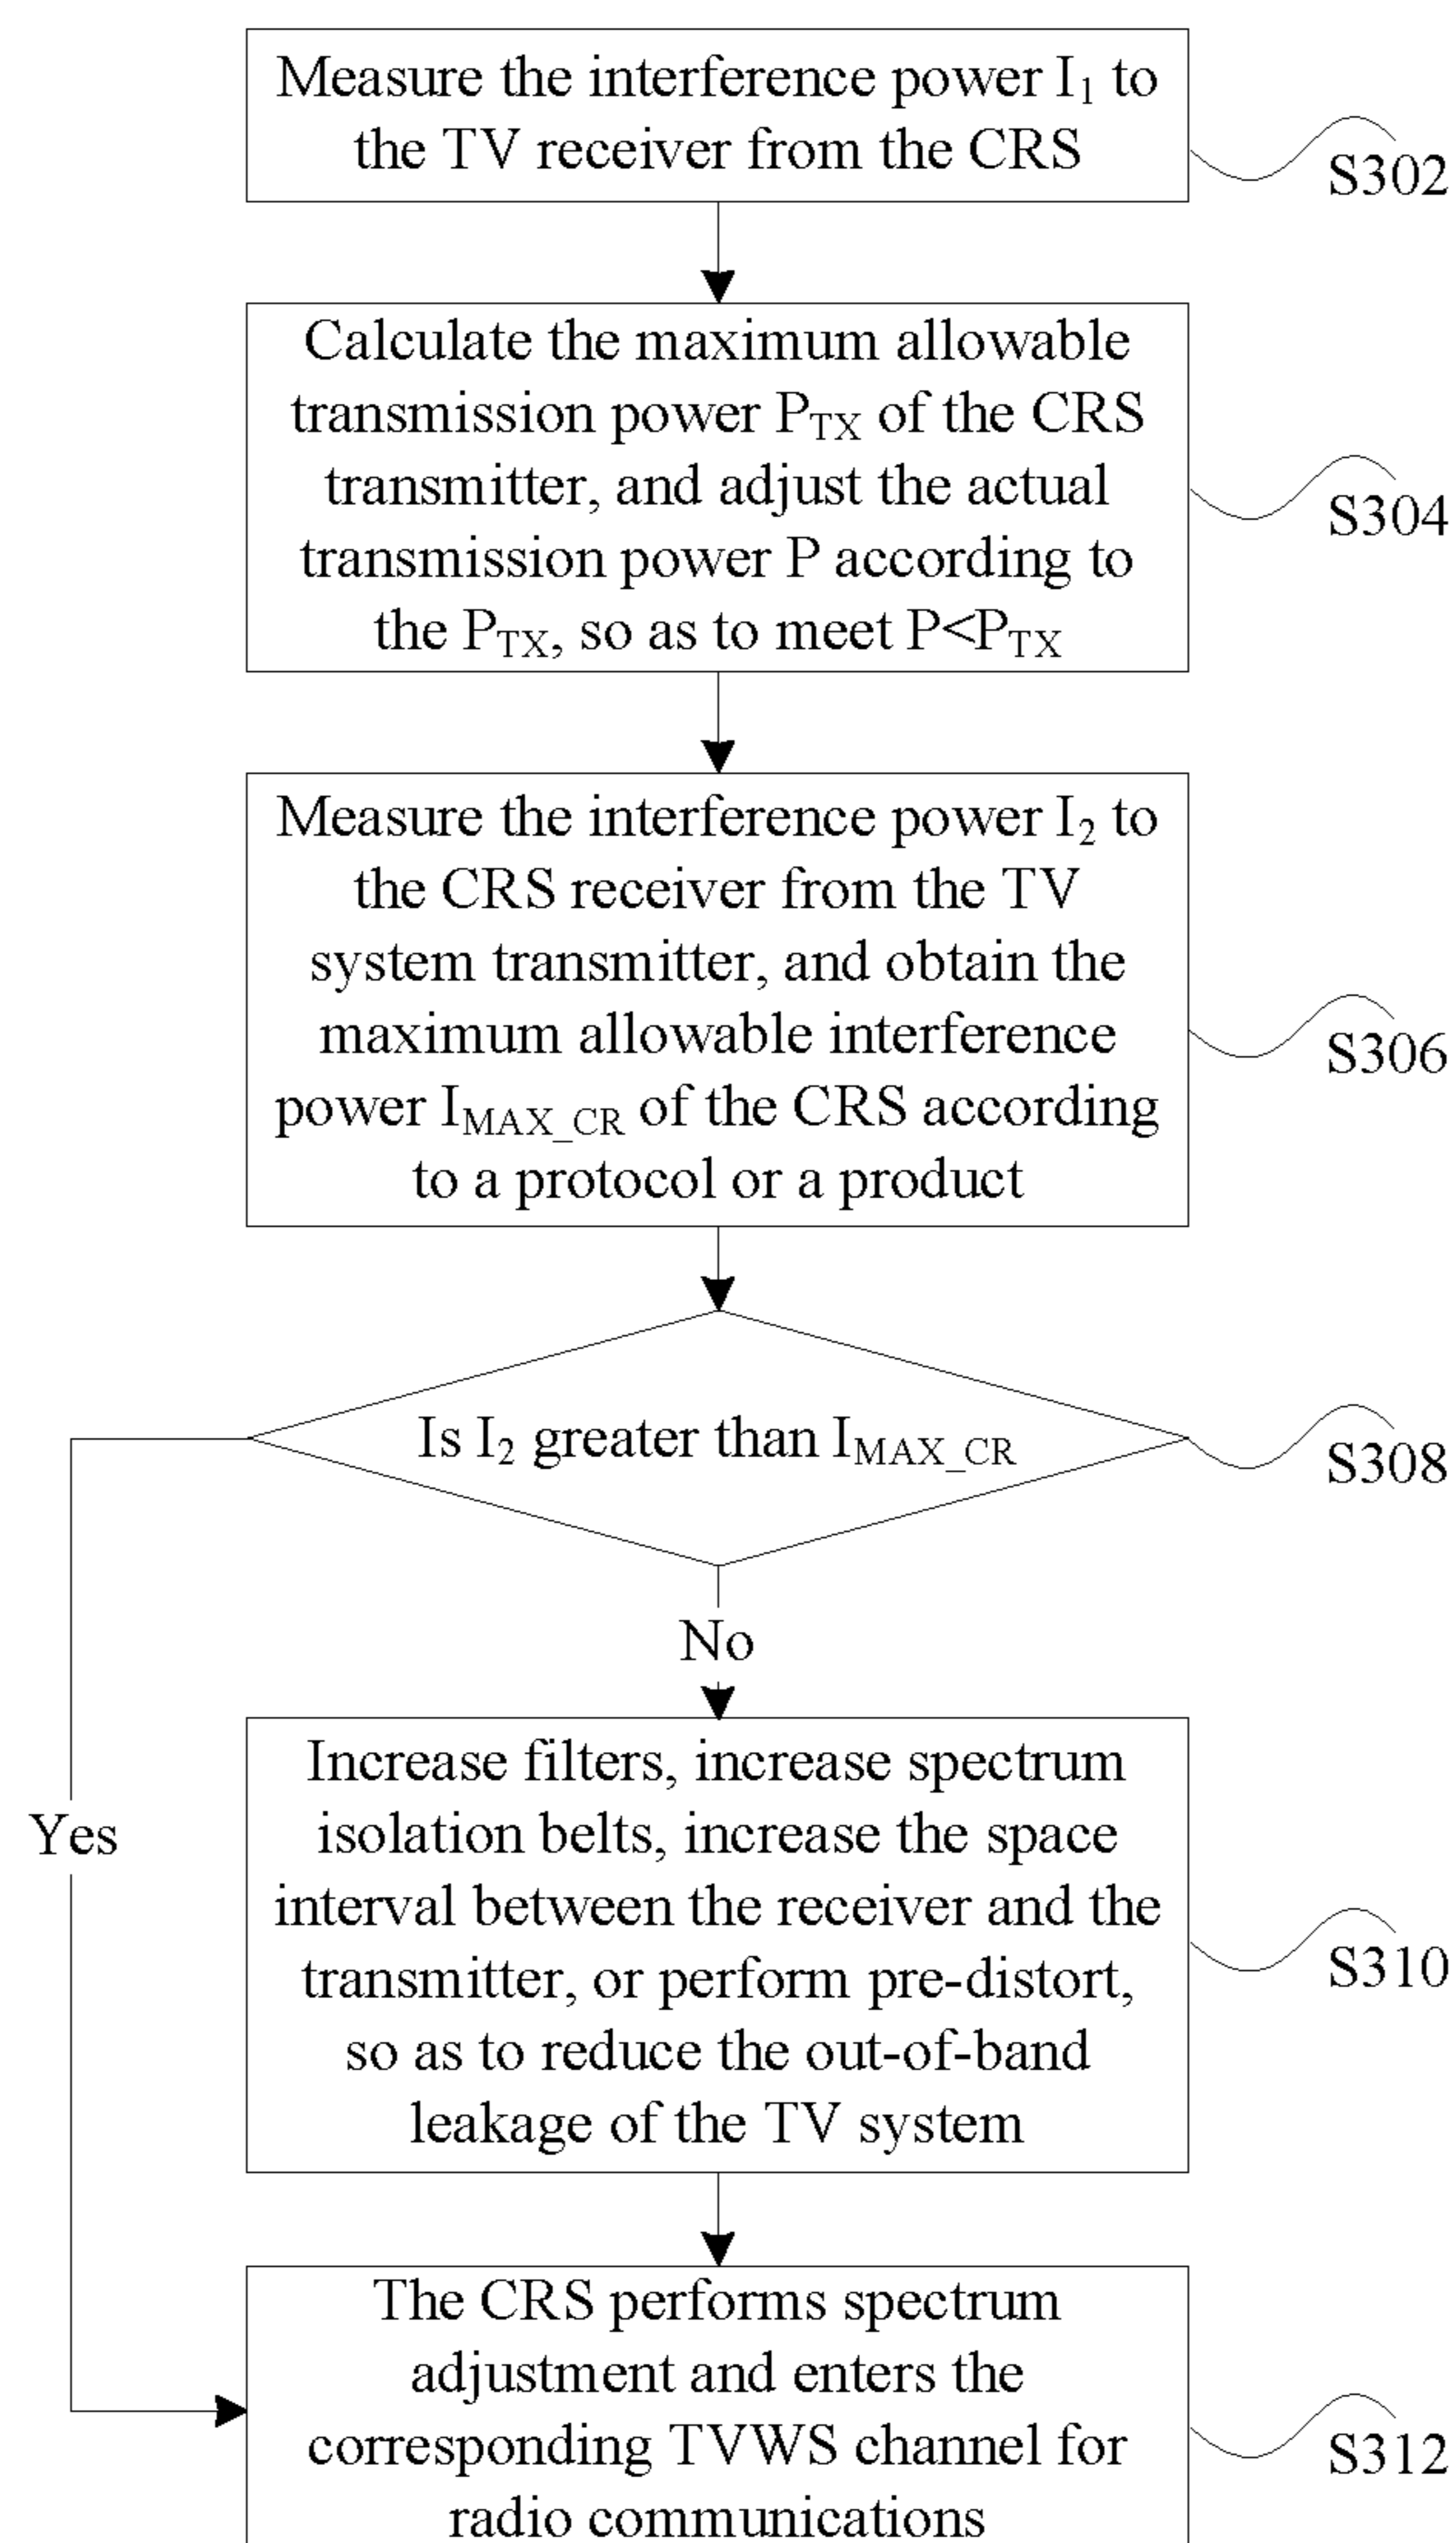 Measure the interference power I₁ to
the TV receiver from the CRS
S302
Calculate the maximum allowable
transmission power P_TX of the CRS
transmitter, and adjust the actual
transmission power P according to
the P_TX, so as to meet P<P_TX
S304
Measure the interference power I₂ to
the CRS receiver from the TV
system transmitter, and obtain the
maximum allowable interference
power I_MAX_CR of the CRS according
to a protocol or a product
S306
Is I₂ greater than I_MAX_CR
S308
No
Yes
Increase filters, increase spectrum
isolation belts, increase the space
interval between the receiver and the
transmitter, or perform pre-distort,
so as to reduce the out-of-band
leakage of the TV system
S310
The CRS performs spectrum
adjustment and enters the
corresponding TVWS channel for
radio communications
S312